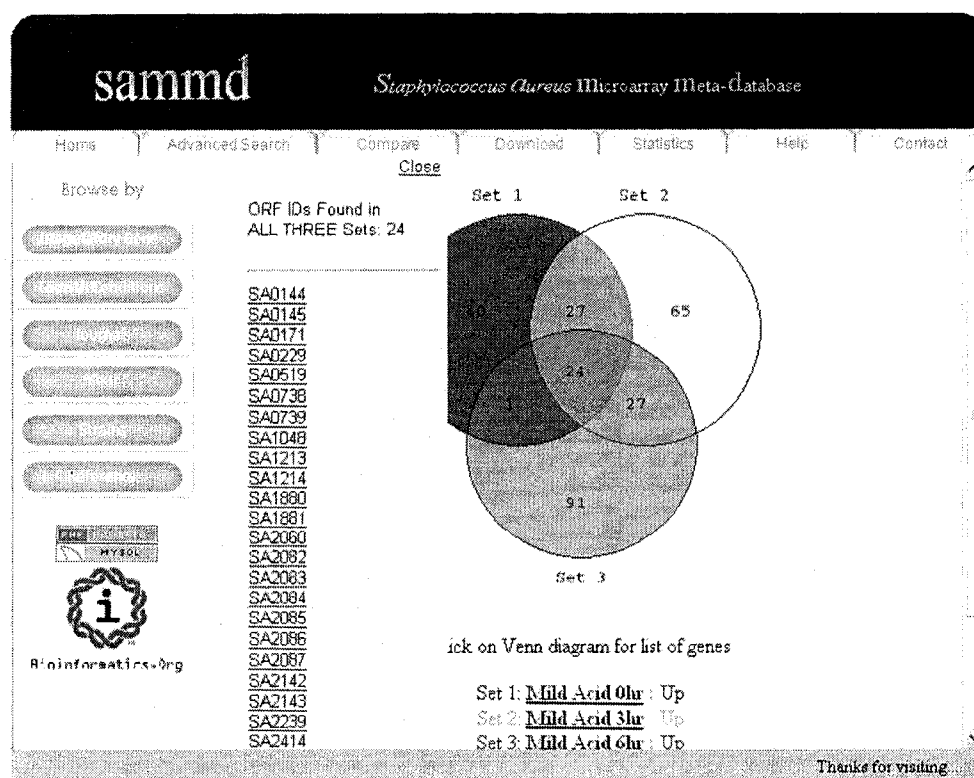 sammd
Staphylococcus Aureus Microarray Meta-database
Home Advanced Search Compare Download Statistics Help Contact
Close
Browse by
ORF IDs Found in
ALL THREE Sets: 24
SA0144
SA0145
SA0171
SA0229
SA0519
SA0738
SA0739
SA1048
SA1213
SA1214
SA1880
SA1881
SA2060
SA2082
SA2083
SA2084
SA2085
SA2086
SA2087
SA2142
SA2143
SA2239
SA2414
Set 1 Set 2
40 27 65
24
1 27
91
Set 3
ick on Venn diagram for list of genes
Set 1: Mild Acid 0hr : Up
Set 2: Mild Acid 3hr : Up
Set 3: Mild Acid 6hr : Up
PHP
MYSQL
i
Bioinformatics.Org
Thanks for visiting....